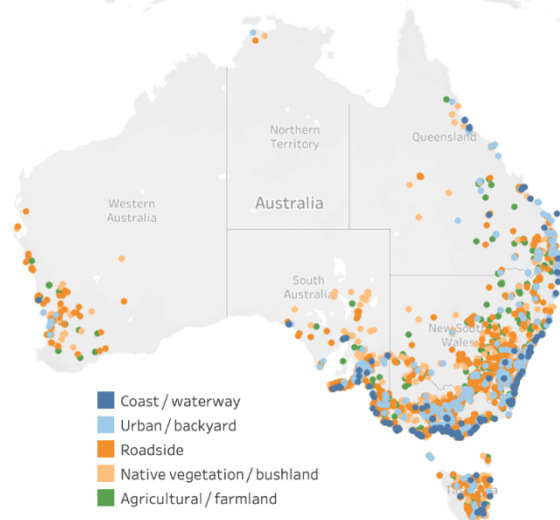 Northern
Territory
Queensland
Western
Australia
Australia
South
Australia
New South
Wales
Coast / waterway
Urban / backyard
Roadside
Native vegetation / bushland
Agricultural / farmland